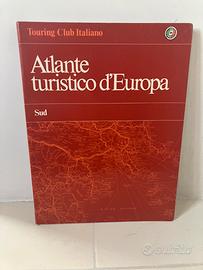 Touring Club Italiano
Atlante
turistico d'Europa
Sud